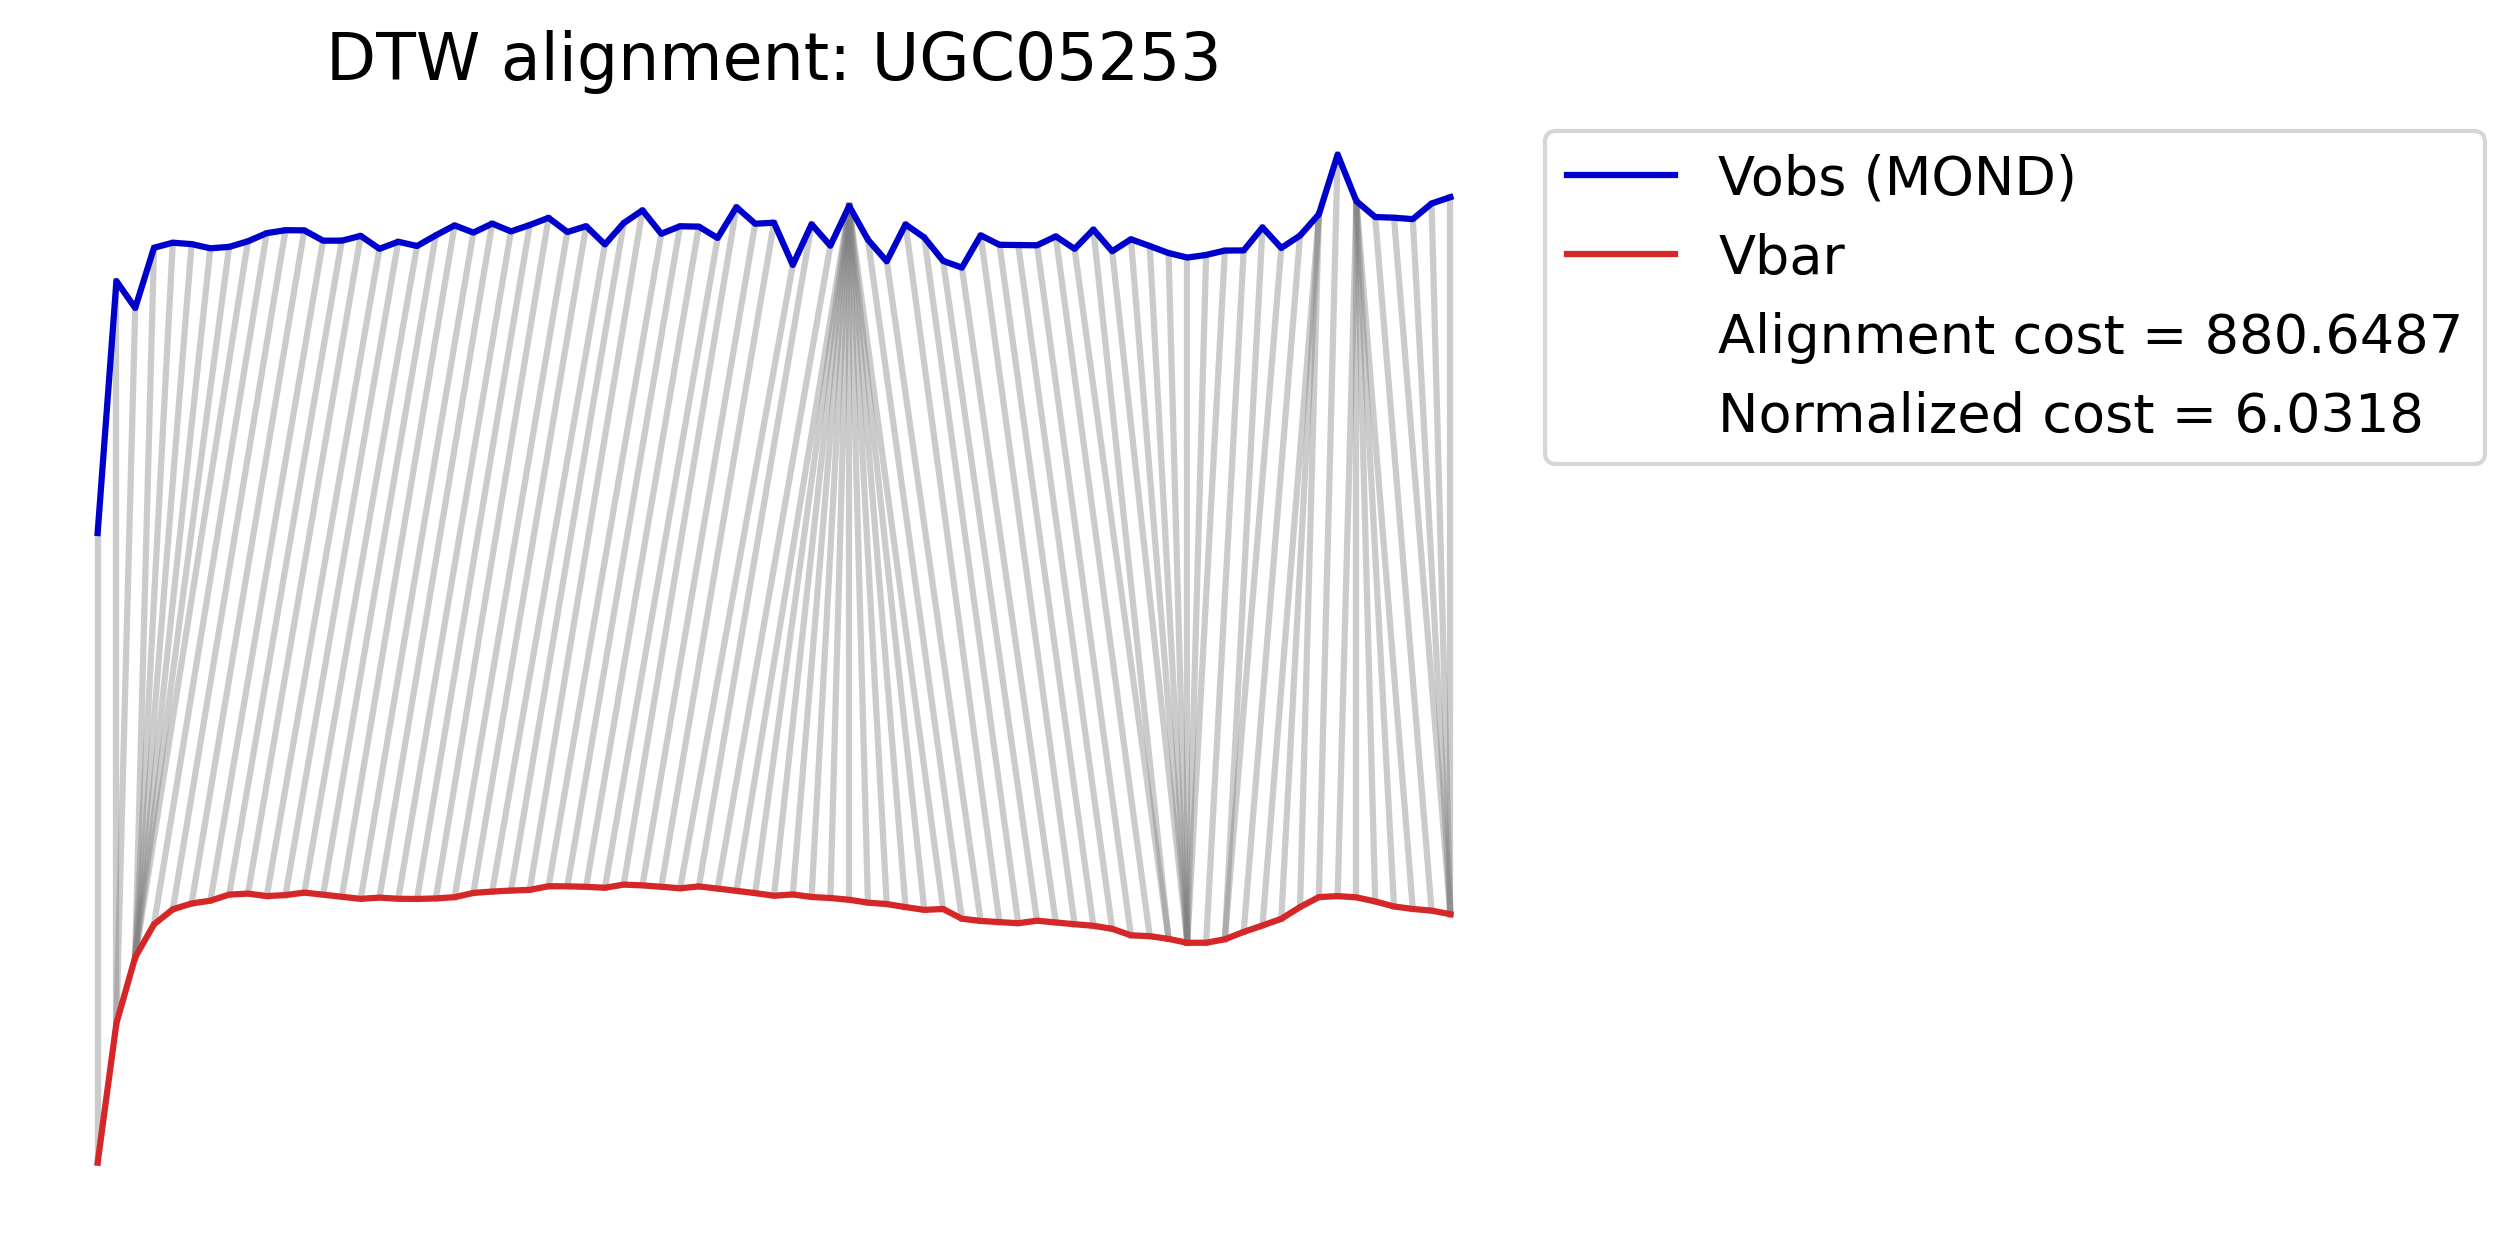 DTW alignment: UGC05253
Vobs (MOND)
Vbar
Alignment cost = 880.6487
Normalized cost = 6.0318